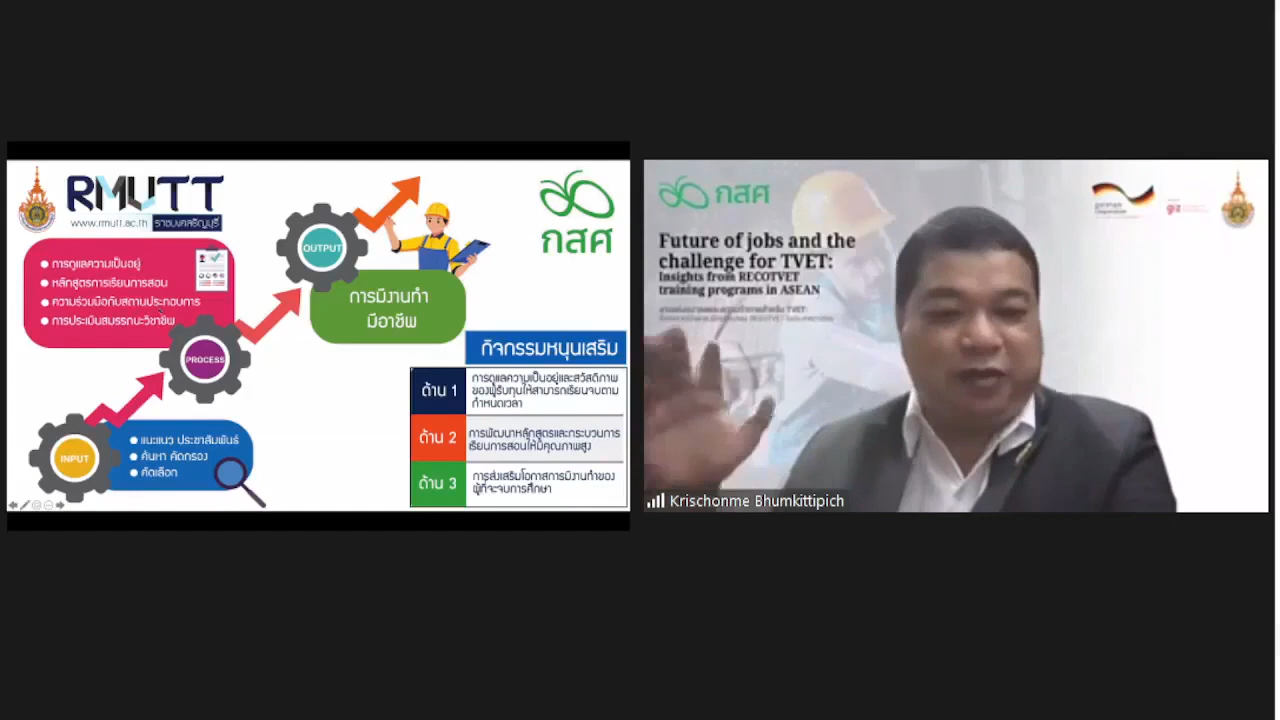 RMUTT
www.rmutt.ac.th ราชมงคลธัญบุรี
กสศ
การดูแลความเป็นอยู่
หลักสูตรการเรียนการสอน
ความร่วมมือกับสถานประกอบการ
การประเมินสมรรถนะวิชาชีพ
OUTPUT
การมีงานทำ
มีอาชีพ
PROCESS
INPUT
แนะแนว ประชาสัมพันธ์
ค้นหา คัดกรอง
คัดเลือก
กิจกรรมหนุนเสริม
ด้าน 1
การดูแลความเป็นอยู่และสวัสดิภาพ
ของผู้รับทุนให้สามารถเรียนจบตาม
กำหนดเวลา
ด้าน 2
การพัฒนาหลักสูตรและกระบวนการ
เรียนการสอนให้มีคุณภาพสูง
ด้าน 3
การส่งเสริมโอกาสการมีงานทำของ
ผู้ที่จะจบการศึกษา
กสศ
german
cooperation
giz
Future of jobs and the
challenge for TVET:
Insights from RECOTVET
training programs in ASEAN
Krischonme Bhumkittipich